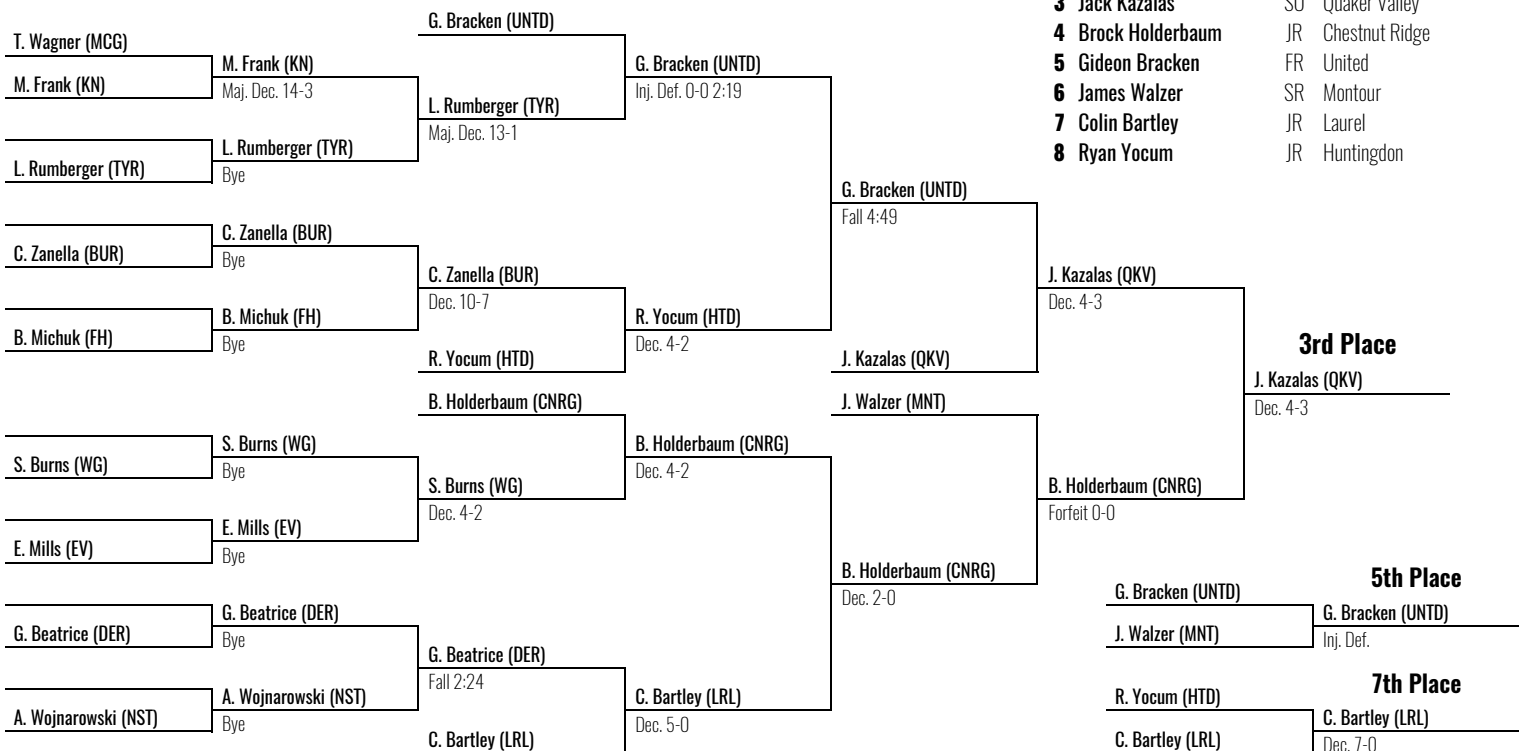 3 Jack Kazalas SO Quaker Valley
4 Brock Holderbaum JR Chestnut Ridge
5 Gideon Bracken FR United
6 James Walzer SR Montour
7 Colin Bartley JR Laurel
8 Ryan Yocum JR Huntingdon
T. Wagner (MCG)
M. Frank (KN)
L. Rumberger (TYR)
C. Zanella (BUR)
B. Michuk (FH)
S. Burns (WG)
E. Mills (EV)
G. Beatrice (DER)
A. Wojnarowski (NST)
M. Frank (KN)
Maj. Dec. 14-3
L. Rumberger (TYR)
Bye
C. Zanella (BUR)
Bye
B. Michuk (FH)
Bye
S. Burns (WG)
Bye
E. Mills (EV)
Bye
G. Beatrice (DER)
Bye
A. Wojnarowski (NST)
Bye
G. Bracken (UNTD)
L. Rumberger (TYR)
Maj. Dec. 13-1
C. Zanella (BUR)
Dec. 10-7
R. Yocum (HTD)
B. Holderbaum (CNRG)
S. Burns (WG)
Dec. 4-2
G. Beatrice (DER)
Fall 2:24
C. Bartley (LRL)
G. Bracken (UNTD)
Inj. Def. 0-0 2:19
R. Yocum (HTD)
Dec. 4-2
B. Holderbaum (CNRG)
Dec. 4-2
C. Bartley (LRL)
Dec. 5-0
G. Bracken (UNTD)
Fall 4:49
J. Kazalas (QKV)
J. Walzer (MNT)
B. Holderbaum (CNRG)
Dec. 2-0
J. Kazalas (QKV)
Dec. 4-3
B. Holderbaum (CNRG)
Forfeit 0-0
3rd Place
J. Kazalas (QKV)
Dec. 4-3
5th Place
G. Bracken (UNTD)
J. Walzer (MNT)
G. Bracken (UNTD)
Inj. Def.
7th Place
R. Yocum (HTD)
C. Bartley (LRL)
C. Bartley (LRL)
Dec. 7-0